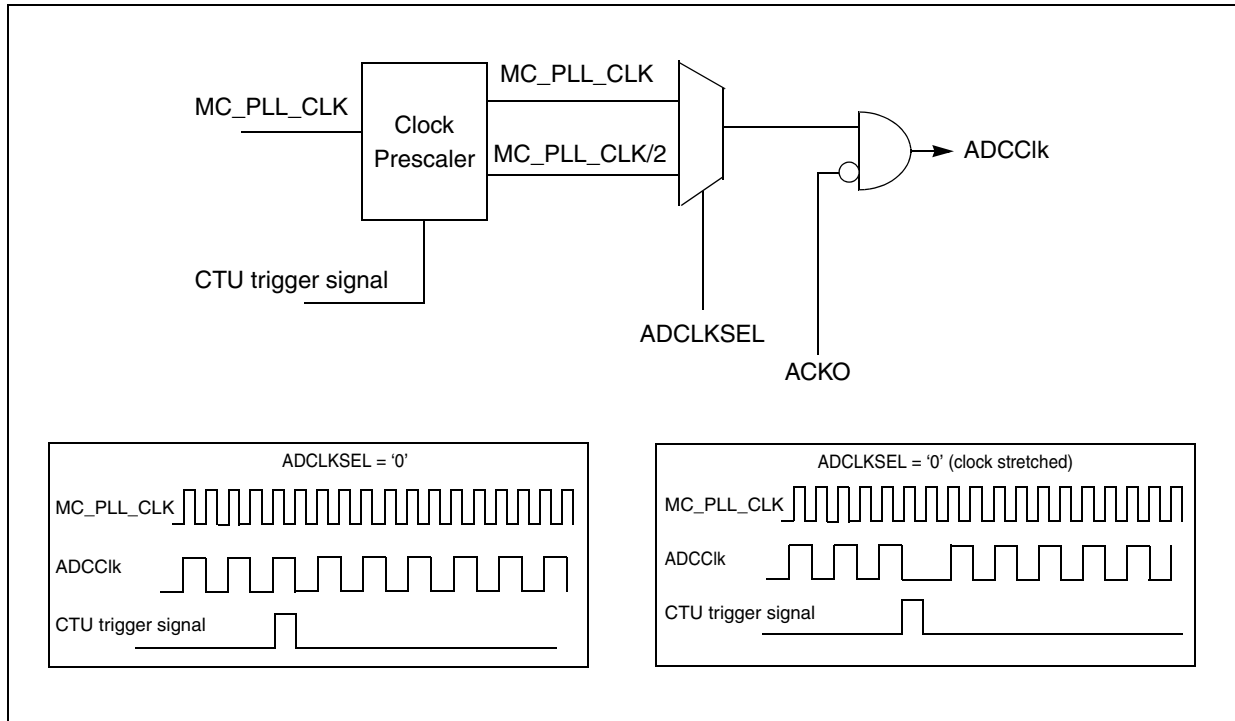 MC_PLL_CLK
Clock
Prescaler
MC_PLL_CLK
MC_PLL_CLK/2
ADCClk
CTU trigger signal
ADCLKSEL
ACKO
ADCLKSEL = ‘0’
MC_PLL_CLK
ADCClk
CTU trigger signal
ADCLKSEL = ‘0’ (clock stretched)
MC_PLL_CLK
ADCClk
CTU trigger signal